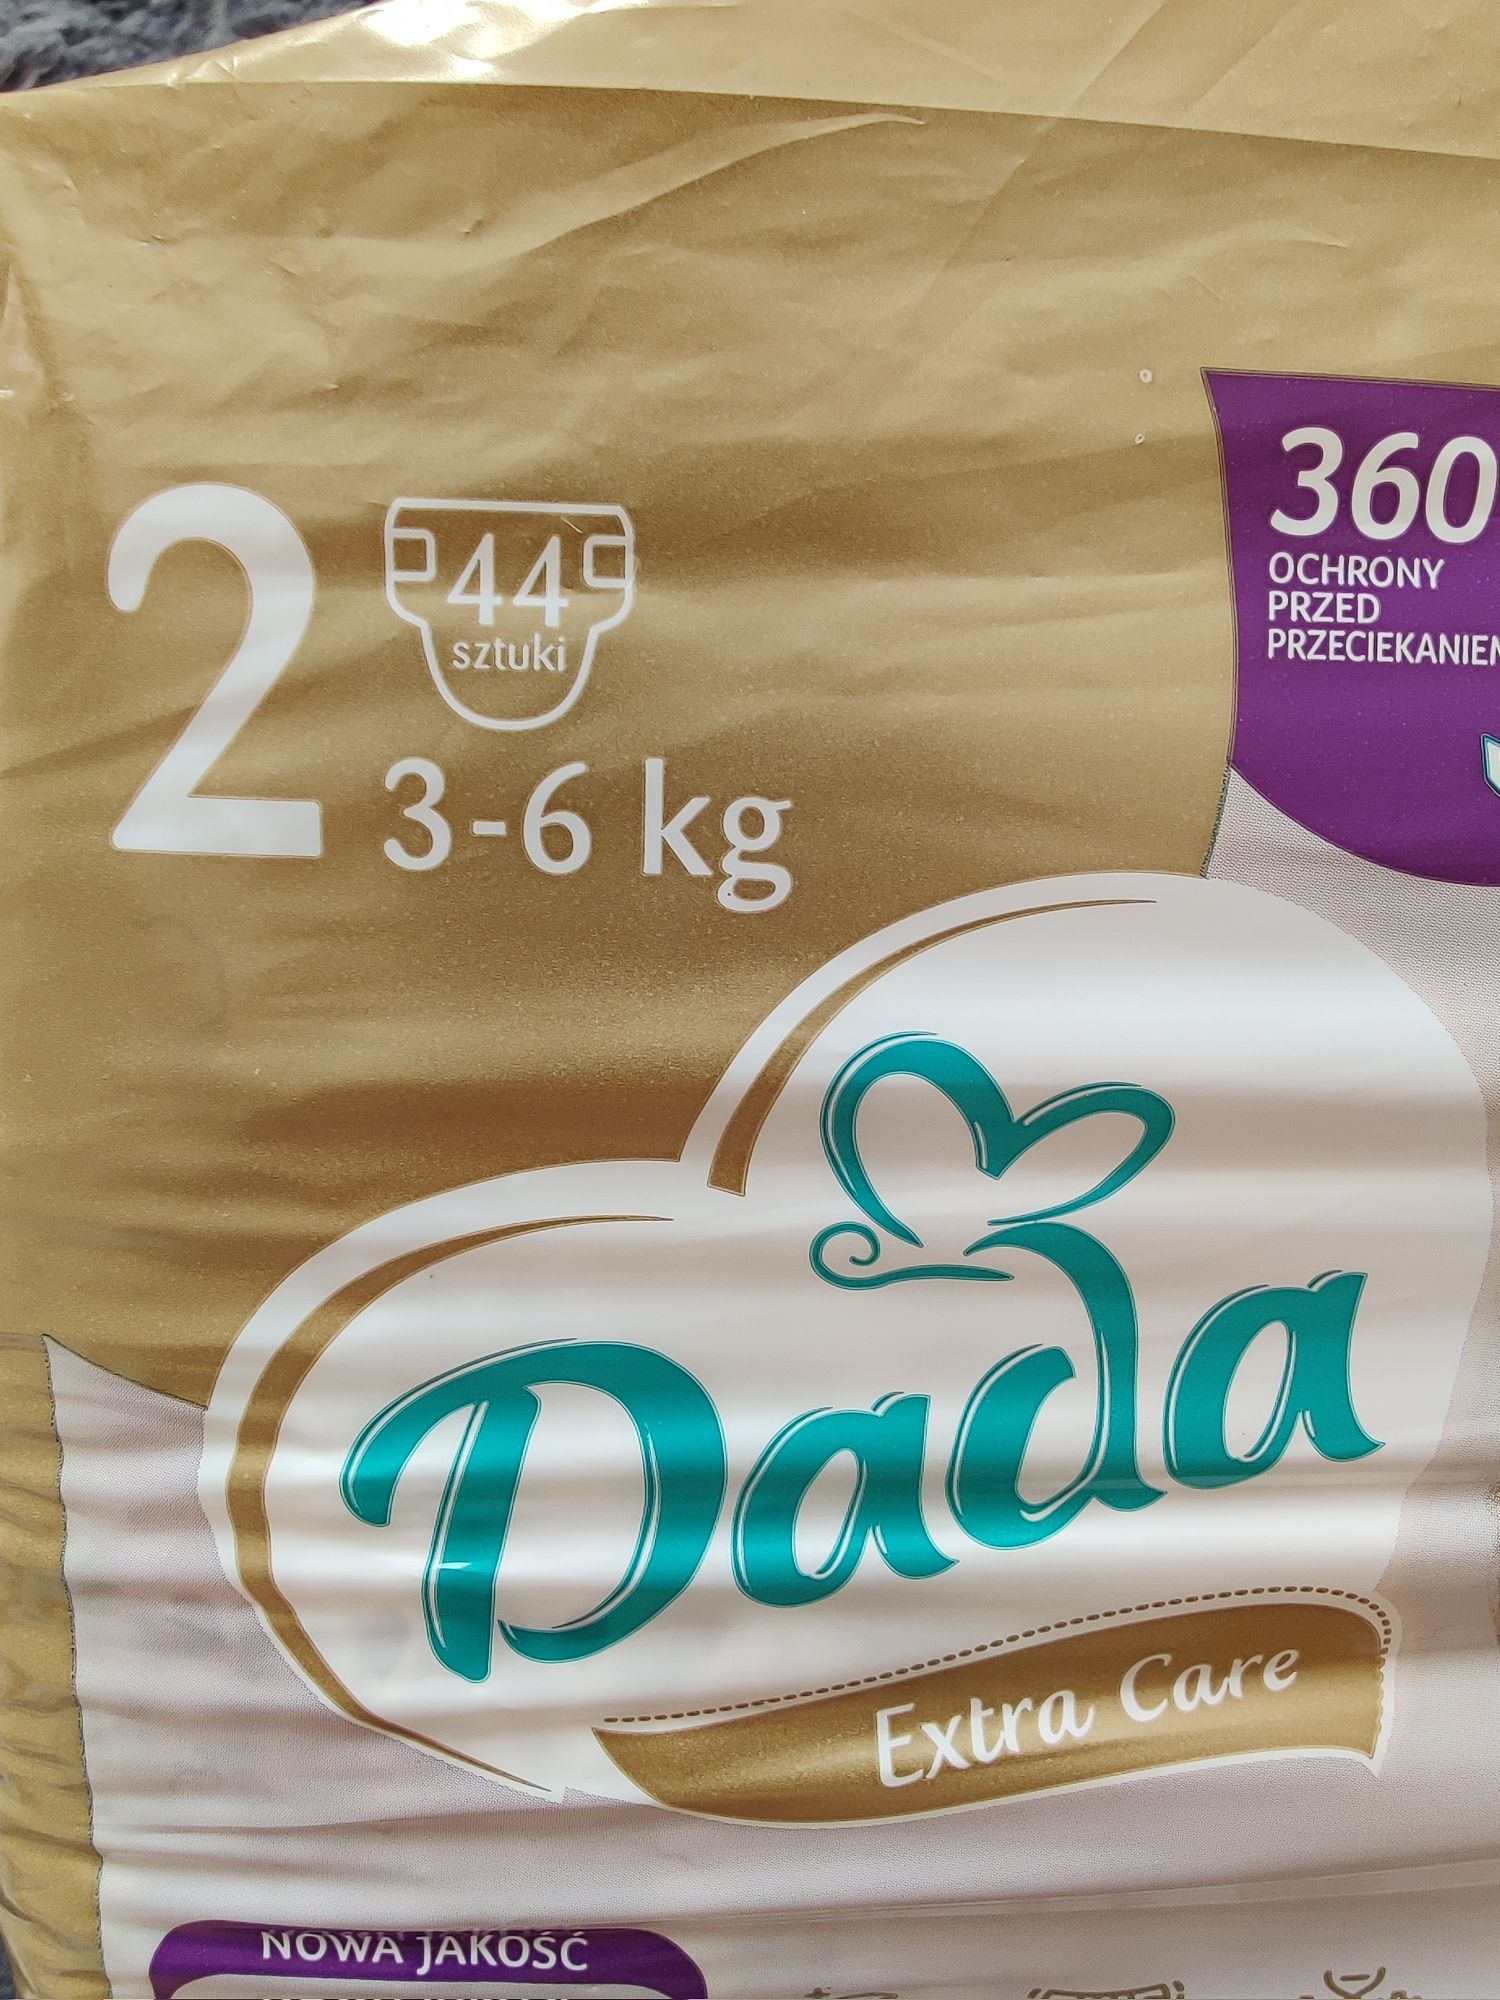 2
44
sztuki
3-6 kg
360
OCHRONY
PRZED
Dada
Extra Care
NOWA JAKOŚĆ